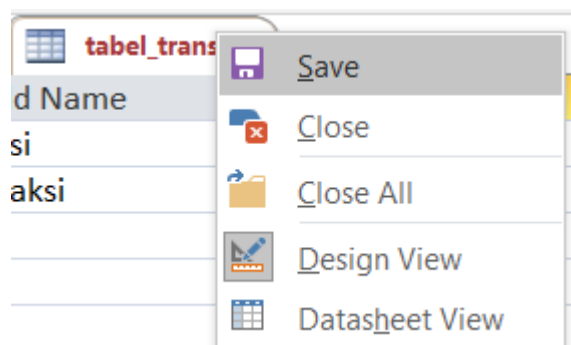 tabel_trans
d Name
si
aksi
Save
Close
Close All
Design View
Datasheet View